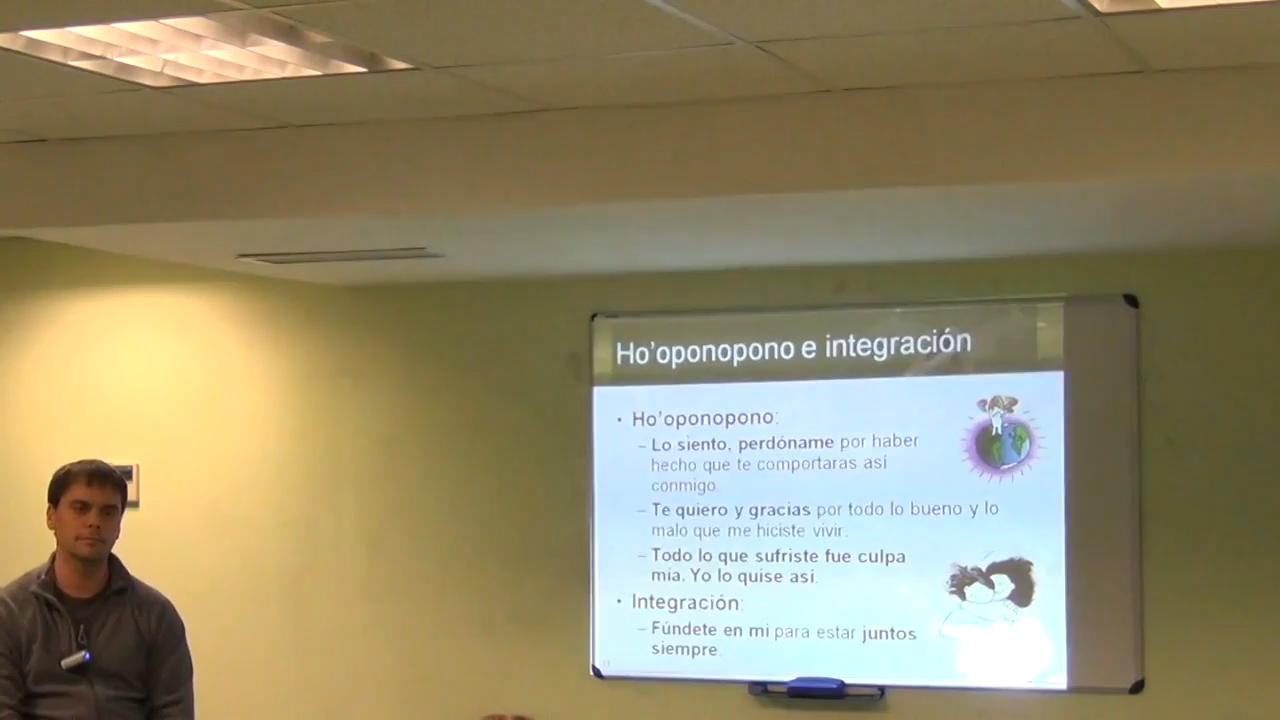 Ho'oponopono e integración
• Ho'oponopono:
– Lo siento, perdóname por haber
hecho que te comportaras así
conmigo.
– Te quiero y gracias por todo lo bueno y lo
malo que me hiciste vivir.
– Todo lo que sufriste fue culpa
mía. Yo lo quise así.
• Integración:
– Fúndete en mi para estar juntos
siempre.